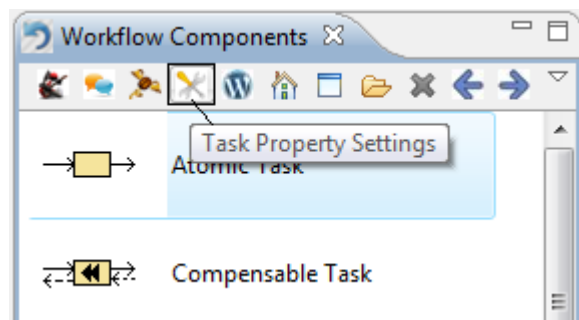 Workflow Components
Task Property Settings
Atomic Task
Compensable Task